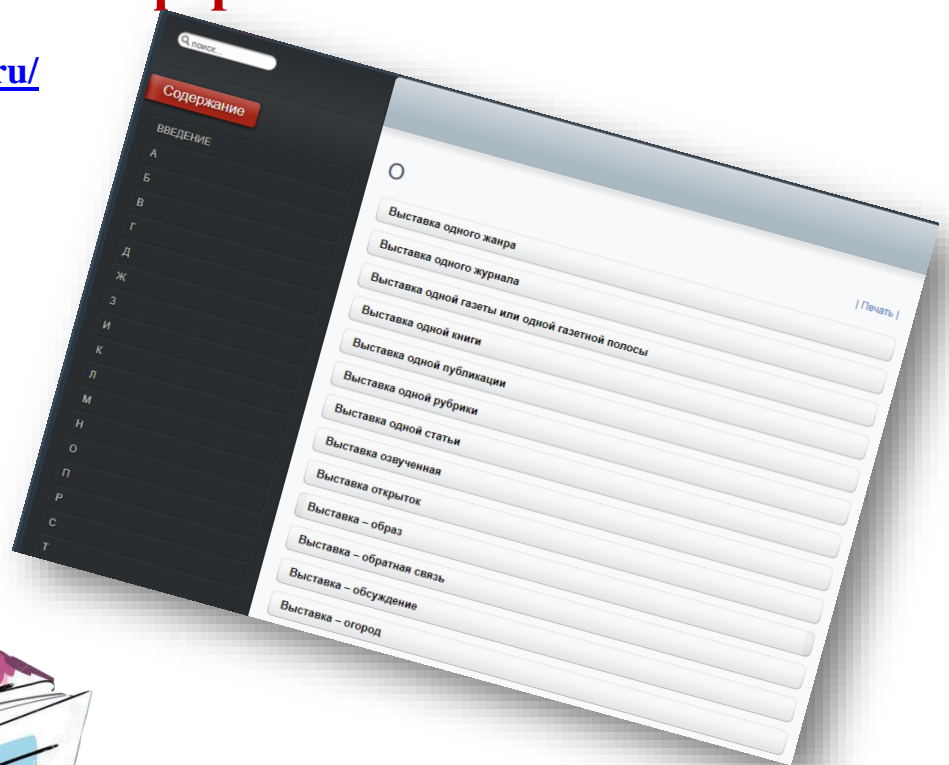 ru/
поиск...
Содержание
ВВЕДЕНИЕ
А
Б
В
Г
Д
Ж
З
И
К
Л
М
Н
О
П
Р
С
Т
О
| Печать |
Выставка одного жанра
Выставка одного журнала
Выставка одной газеты или одной газетной полосы
Выставка одной книги
Выставка одной публикации
Выставка одной рубрики
Выставка одной статьи
Выставка озвученная
Выставка открыток
Выставка – образ
Выставка – обратная связь
Выставка – обсуждение
Выставка – огород